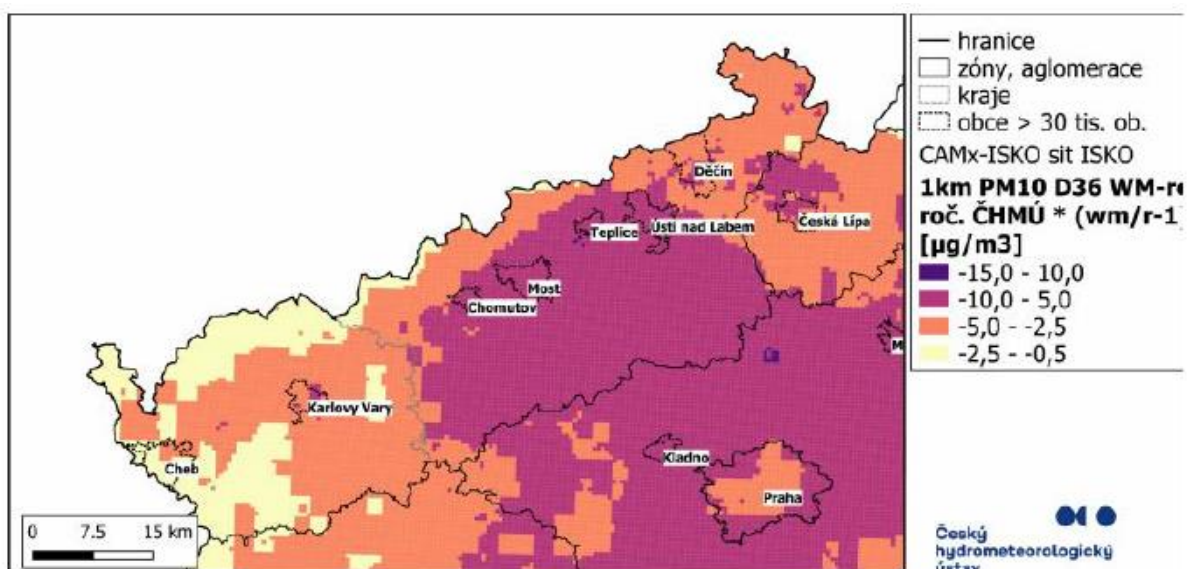 Děčín
Česká Lípa
Teplice
Ústí nad Labem
Most
Chomutov
Karlovy Vary
Kladno
Cheb
Praha
0 7.5 15 km
hranice
zóny, aglomerace
kraje
obce > 30 tis. ob.
CAMx-ISKO sit ISKO
1km PM10 D36 WM-re
roč. ČHMÚ * (wm/r-1)
[µg/m3]
-15,0 - 10,0
-10,0 - 5,0
-5,0 - -2,5
-2,5 - -0,5
Český
hydrometeorologický
ústav